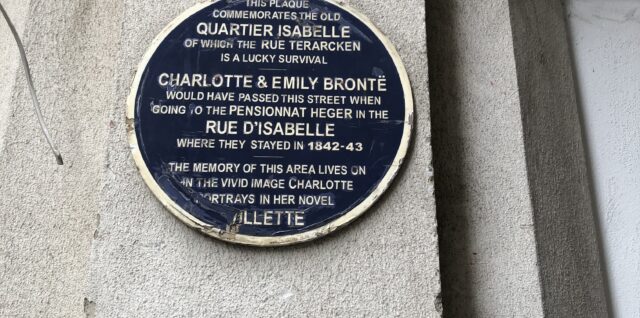 THIS PLAQUE
COMMEMORATES THE OLD
QUARTIER ISABELLE
OF WHICH THE RUE TERARCKEN
IS A LUCKY SURVIVAL
CHARLOTTE & EMILY BRONTË
WOULD HAVE PASSED THIS STREET WHEN
GOING TO THE PENSIONNAT HEGER IN THE
RUE D'ISABELLE
WHERE THEY STAYED IN 1842-43
THE MEMORY OF THIS AREA LIVES ON
IN THE VIVID IMAGE CHARLOTTE
ORTRAYS IN HER NOVEL
ILLETTE